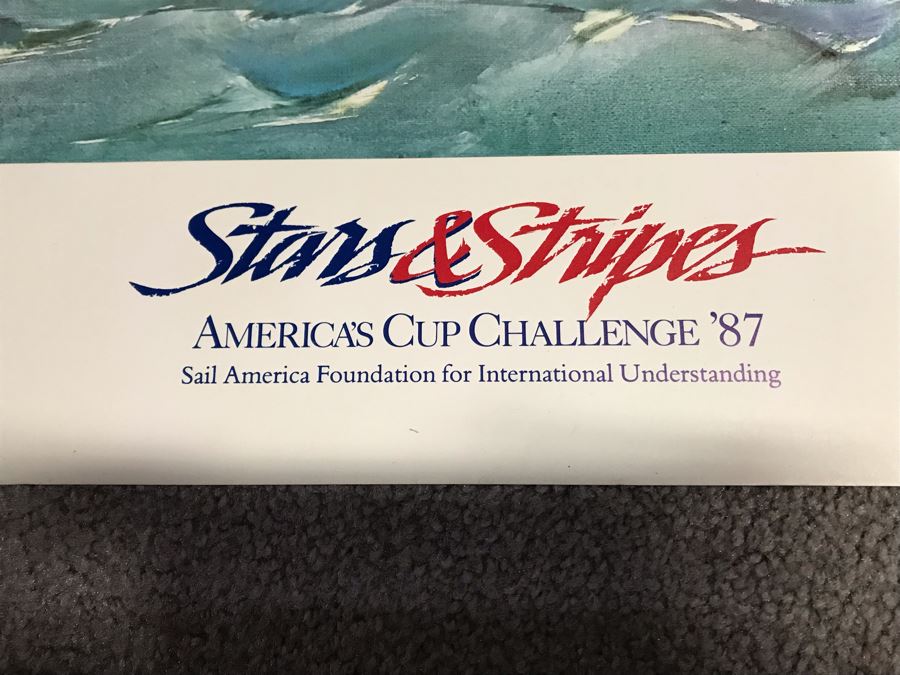 Stars & Stripes
AMERICA'S CUP CHALLENGE '87
Sail America Foundation for International Understanding